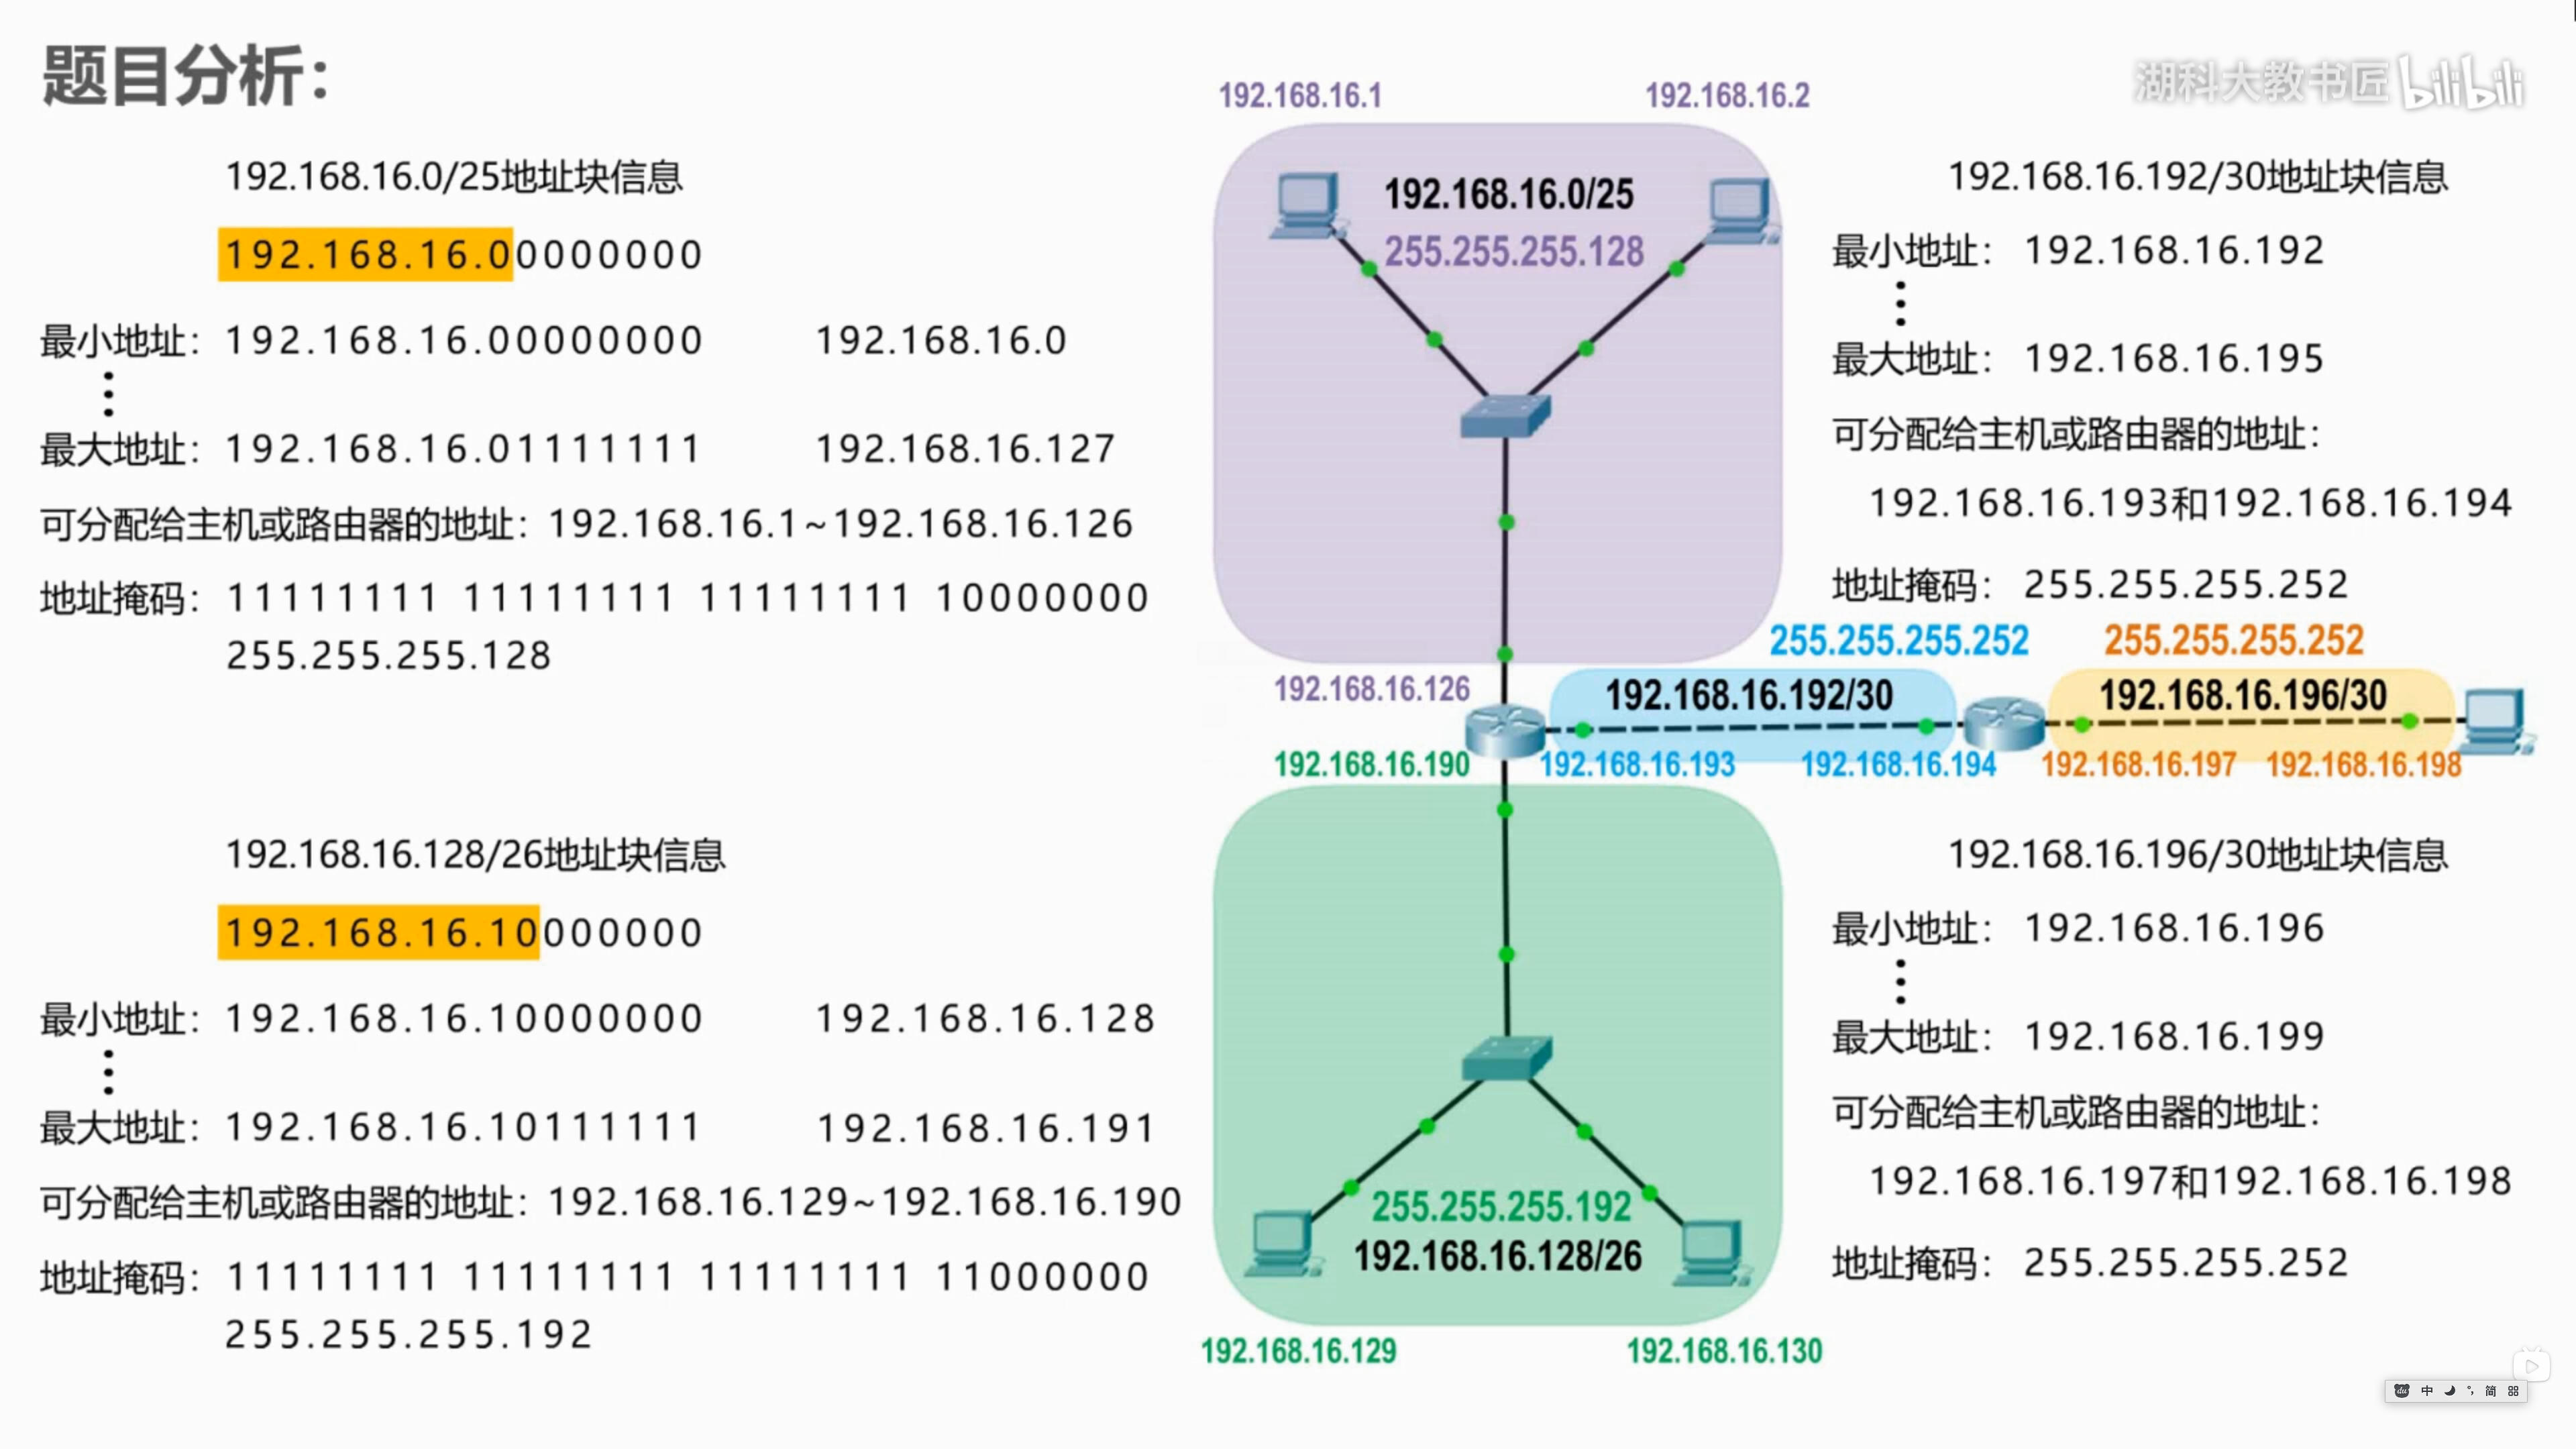 题目分析：
湖科大教书匠 bilibili
192.168.16.0/25地址块信息
192.168.16.00000000
最小地址： 192.168.16.00000000 192.168.16.0
最大地址： 192.168.16.01111111 192.168.16.127
可分配给主机或路由器的地址：192.168.16.1~192.168.16.126
地址掩码： 11111111 11111111 11111111 10000000
255.255.255.128
192.168.16.128/26地址块信息
192.168.16.10000000
最小地址： 192.168.16.10000000 192.168.16.128
最大地址： 192.168.16.10111111 192.168.16.191
可分配给主机或路由器的地址：192.168.16.129~192.168.16.190
地址掩码： 11111111 11111111 11111111 11000000
255.255.255.192
192.168.16.1 192.168.16.2
192.168.16.0/25
255.255.255.128
192.168.16.126
192.168.16.190
255.255.255.252 255.255.255.252
192.168.16.192/30 192.168.16.196/30
192.168.16.193 192.168.16.194 192.168.16.197 192.168.16.198
255.255.255.192
192.168.16.128/26
192.168.16.129 192.168.16.130
192.168.16.192/30地址块信息
最小地址： 192.168.16.192
最大地址： 192.168.16.195
可分配给主机或路由器的地址：
192.168.16.193和192.168.16.194
地址掩码： 255.255.255.252
192.168.16.196/30地址块信息
最小地址： 192.168.16.196
最大地址： 192.168.16.199
可分配给主机或路由器的地址：
192.168.16.197和192.168.16.198
地址掩码： 255.255.255.252
du 中 °, 简